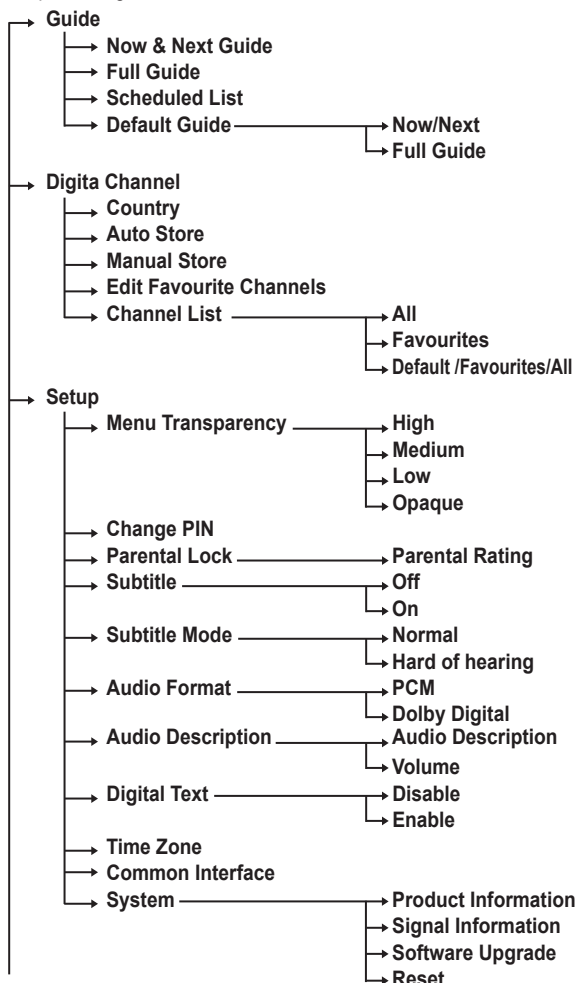 Guide
Now & Next Guide
Full Guide
Scheduled List
Default Guide Now/Next
Full Guide
Digita Channel
Country
Auto Store
Manual Store
Edit Favourite Channels
Channel List All
Favourites
Default /Favourites/All
Setup
Menu Transparency High
Medium
Low
Opaque
Change PIN
Parental Lock Parental Rating
Subtitle Off
On
Subtitle Mode Normal
Hard of hearing
Audio Format PCM
Dolby Digital
Audio Description Audio Description
Volume
Digital Text Disable
Enable
Time Zone
Common Interface
System Product Information
Signal Information
Software Upgrade
Reset